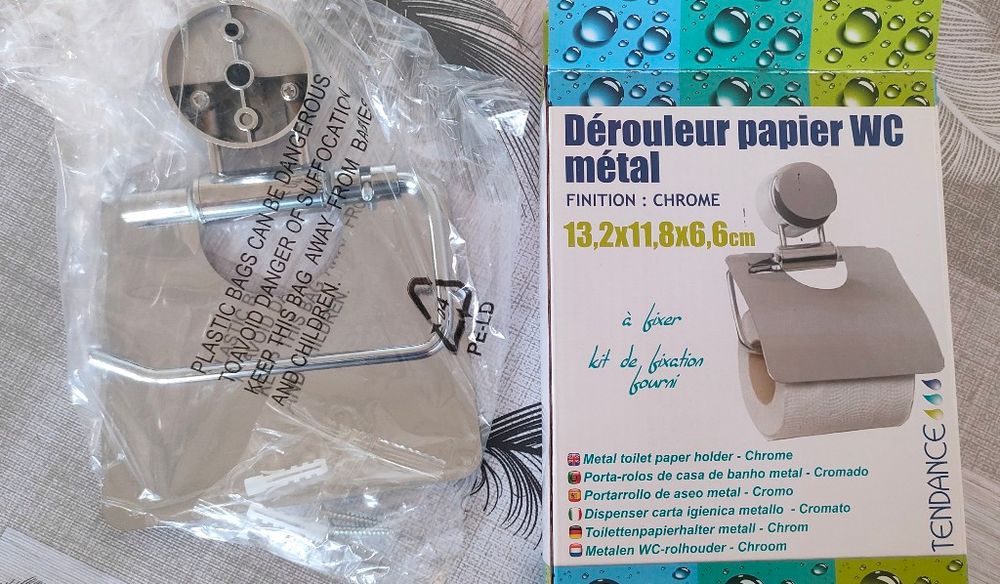 PLASTIC BAGS CAN BE DANGEROUS
TO AVOID DANGER OF SUFFOCATION
KEEP THIS BAG AWAY FROM BABIES
AND CHILDREN.
PE-LD
Dérouleur papier WC
métal
FINITION : CHROME
13,2x11,8x6,6cm
à fixer
kit de fixation
fourni
Metal toilet paper holder - Chrome
Porta-rolos de casa de banho metal - Cromado
Portarrollo de aseo metal - Cromo
Dispenser carta igienica metallo - Cromato
Toilettenpapierhalter metall - Chrom
Metalen WC-rolhouder - Chroom
TENDANCE